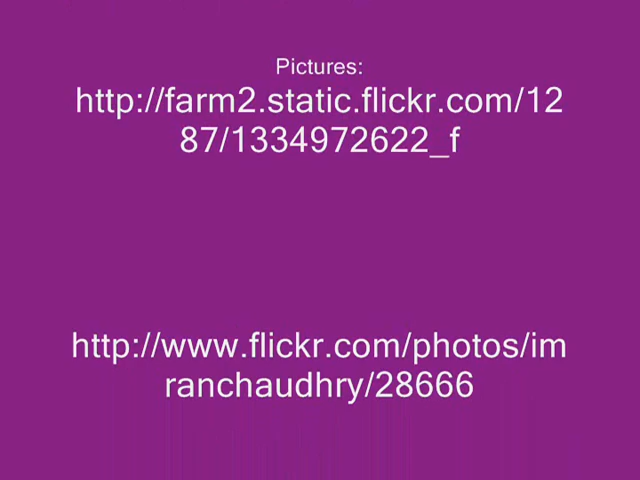 Pictures:
http://farm2.static.flickr.com/12
87/1334972622_f
http://www.flickr.com/photos/im
ranchaudhry/28666